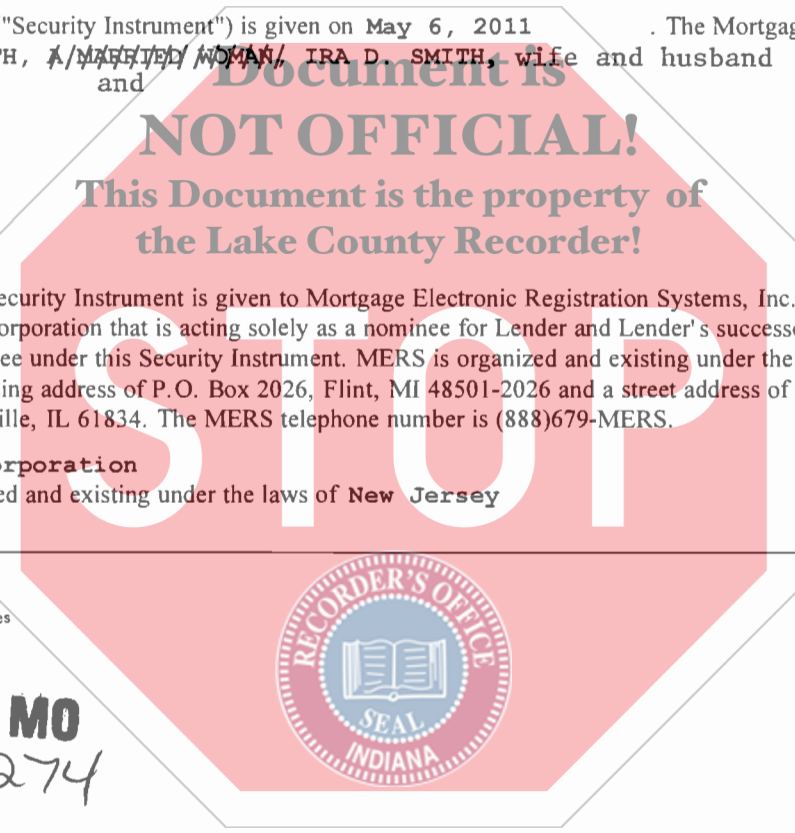 "Security Instrument") is given on May 6, 2011 . The Mortgag
H, A/MARRIED/WOMAN/, IRA D. SMITH, wife and husband
and
Document is
NOT OFFICIAL!
This Document is the property of
the Lake County Recorder!
ecurity Instrument is given to Mortgage Electronic Registration Systems, Inc.
orporation that is acting solely as a nominee for Lender and Lender's success
ee under this Security Instrument. MERS is organized and existing under the
ing address of P.O. Box 2026, Flint, MI 48501-2026 and a street address of
ille, IL 61834. The MERS telephone number is (888)679-MERS.
STOP
rporation
ed and existing under the laws of New Jersey
RECORDER'S OFFICE
SEAL
INDIANA
es
MO
274